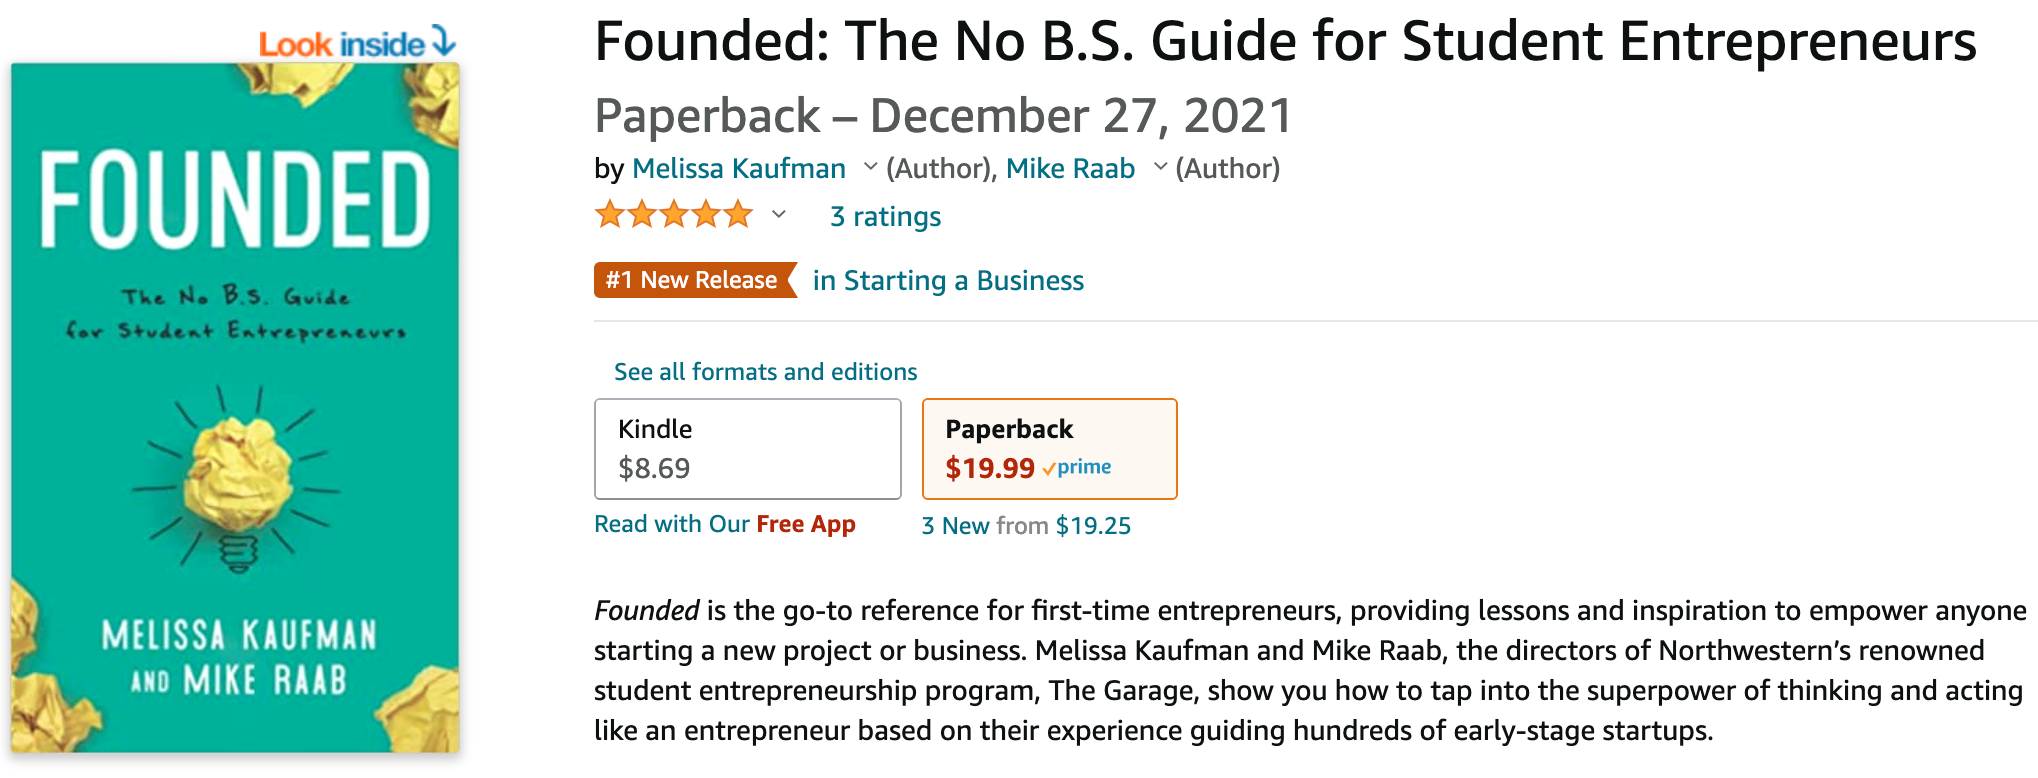 Look inside
FOUNDED
The No B.S. Guide
for Student Entrepreneurs
MELISSA KAUFMAN
AND MIKE RAAB
Founded: The No B.S. Guide for Student Entrepreneurs
Paperback – December 27, 2021
by Melissa Kaufman (Author), Mike Raab (Author)
3 ratings
#1 New Release in Starting a Business
See all formats and editions
Kindle
$8.69
Read with Our Free App
Paperback
$19.99 prime
3 New from $19.25
Founded is the go-to reference for first-time entrepreneurs, providing lessons and inspiration to empower anyone
starting a new project or business. Melissa Kaufman and Mike Raab, the directors of Northwestern’s renowned
student entrepreneurship program, The Garage, show you how to tap into the superpower of thinking and acting
like an entrepreneur based on their experience guiding hundreds of early-stage startups.